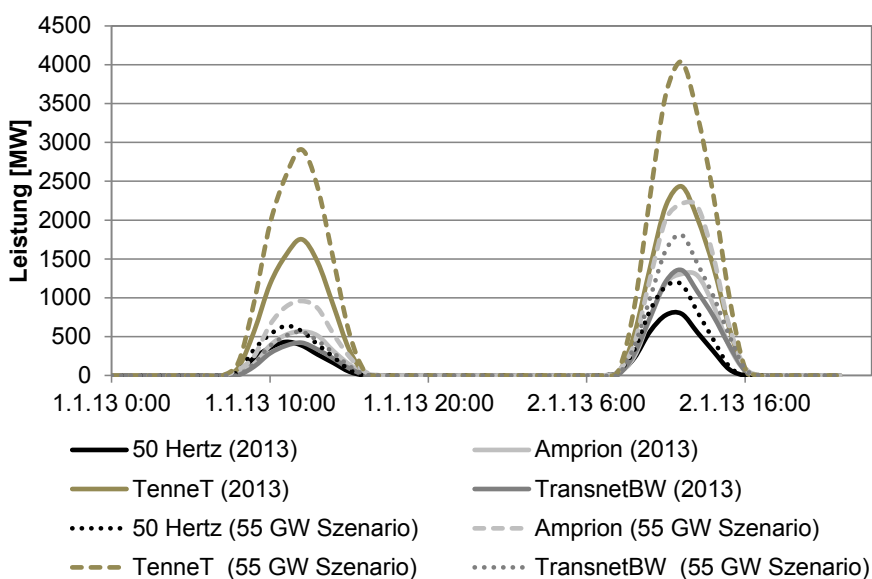 4500
4000
3500
3000
2500
2000
1500
1000
500
0
Leistung [MW]
1.1.13 0:00 1.1.13 10:00 1.1.13 20:00 2.1.13 6:00 2.1.13 16:00
50 Hertz (2013) Amprion (2013)
TenneT (2013) TransnetBW (2013)
50 Hertz (55 GW Szenario) Amprion (55 GW Szenario)
TenneT (55 GW Szenario) TransnetBW (55 GW Szenario)